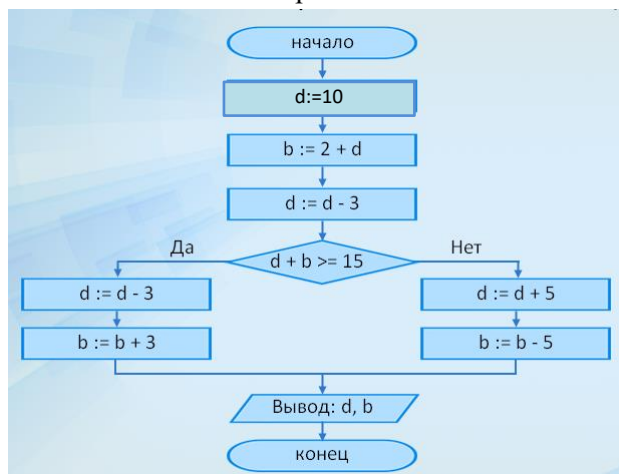 начало
d:=10
b := 2 + d
d := d - 3
d + b >= 15
Да
Нет
d := d - 3
d := d + 5
b := b + 3
b := b - 5
Вывод: d, b
конец